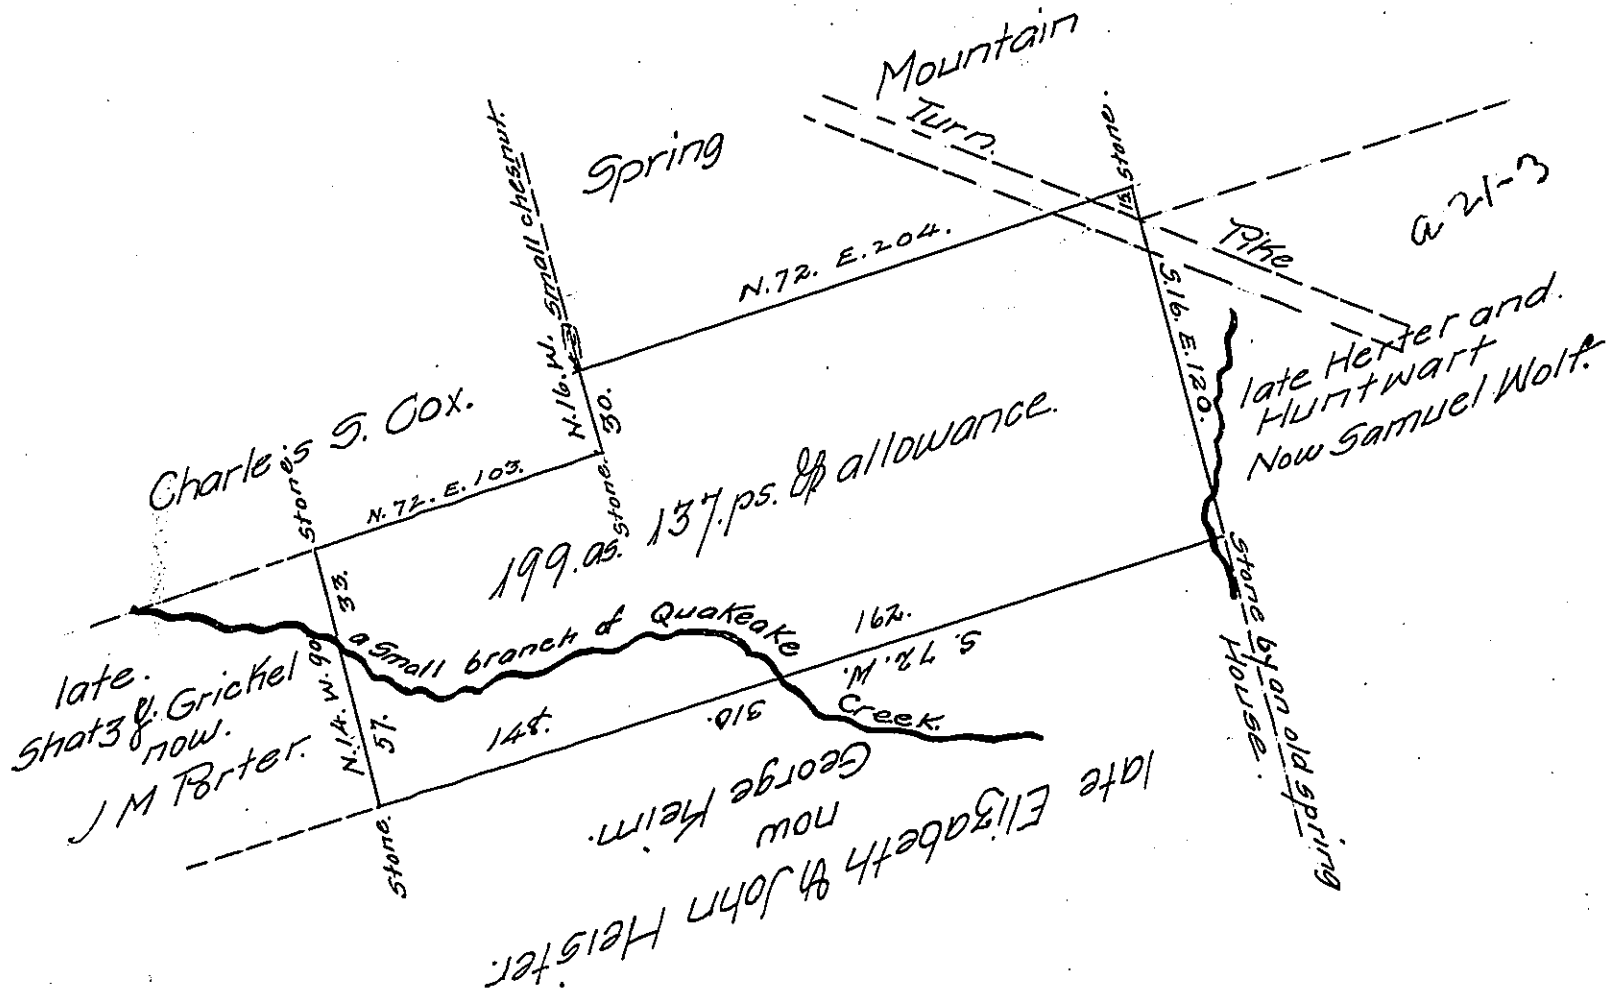 Mountain
Spring
Turn.
Pike
a 21-3
stone.
15.
N.72. E.204.
S.16. E.120.
late Herter and.
Huntwart
Now Samuel Wolf.
small chesnut.
N.16.W.
30.
stone.
Charles S. Cox.
stone
N.72. E.103.
199.as. 137.ps. & allowance.
33.
a Small branch of Quakeake
Creek.
late.
Shatz & Grickel
now.
J M Porter.
N.14. W.90
57.
stone.
148.
162.
S. 72. W.
310.
Stone by an old spring
House.
late Elizabeth & John Heister.
now
George Keim.